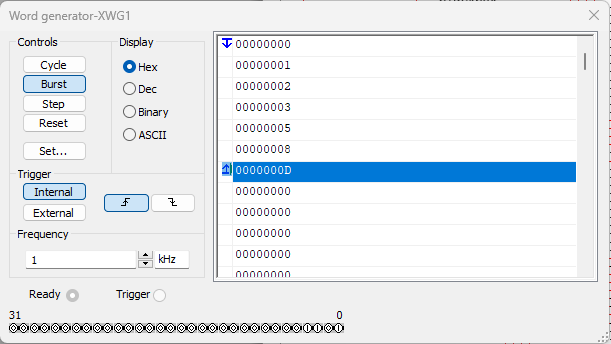 Word generator-XWG1
Controls
Cycle
Burst
Step
Reset
Set...
Display
Hex
Dec
Binary
ASCII
Trigger
Internal
External
Frequency
1 kHz
Ready Trigger
00000000
00000001
00000002
00000003
00000005
00000008
0000000D
00000000
00000000
00000000
00000000
00000000
31 0